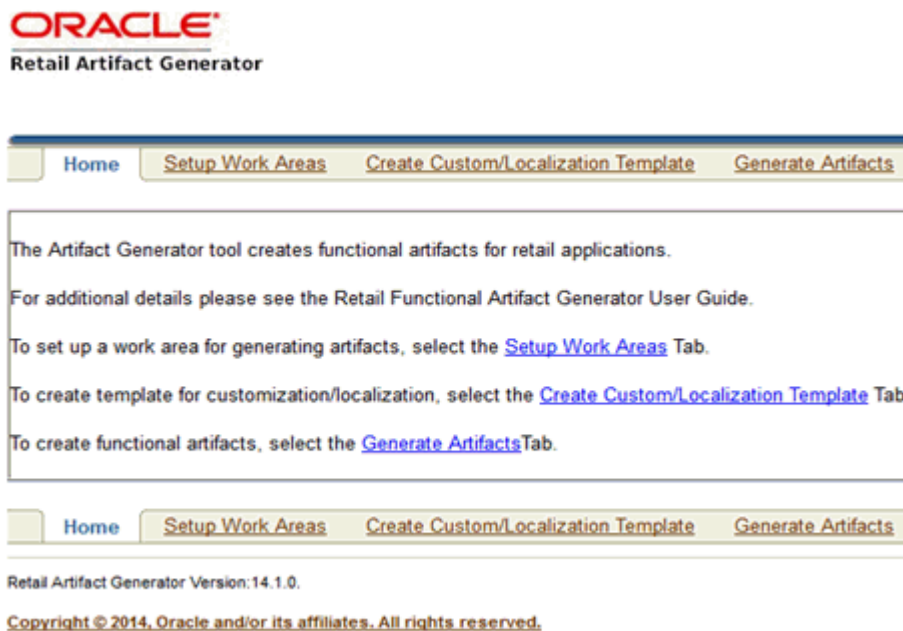 ORACLE
Retail Artifact Generator
Home Setup Work Areas Create Custom/Localization Template Generate Artifacts
The Artifact Generator tool creates functional artifacts for retail applications.
For additional details please see the Retail Functional Artifact Generator User Guide.
To set up a work area for generating artifacts, select the Setup Work Areas Tab.
To create template for customization/localization, select the Create Custom/Localization Template Tab
To create functional artifacts, select the Generate ArtifactsTab.
Home Setup Work Areas Create Custom/Localization Template Generate Artifacts
Retail Artifact Generator Version:14.1.0.
Copyright © 2014, Oracle and/or its affiliates. All rights reserved.